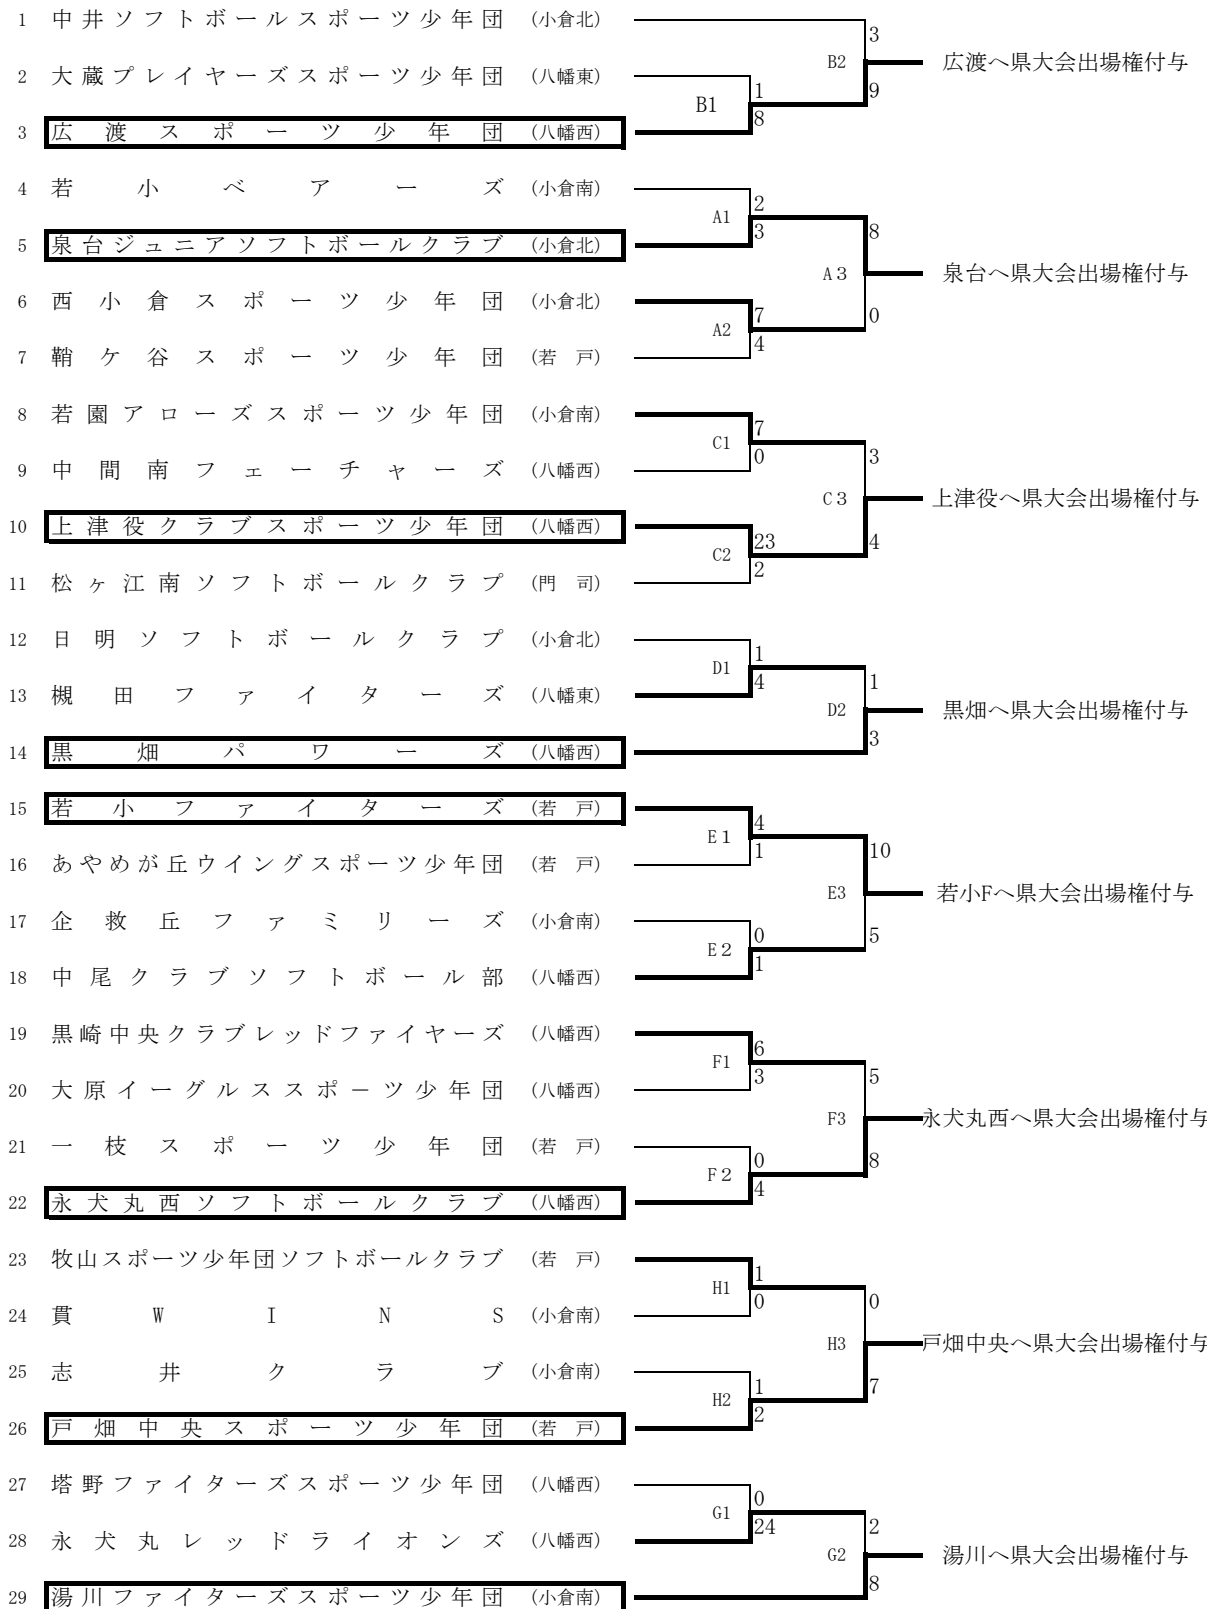 1 中井ソフトボールスポーツ少年団 (小倉北)
3
B2 広渡へ県大会出場権付与
2 大蔵プレイヤーズスポーツ少年団 (八幡東)
1 9
B1
8
3 広渡スポーツ少年団 (八幡西)
4 若小ベアーズ (小倉南)
2
A1
3 8
5 泉台ジュニアソフトボールクラブ (小倉北)
A3 泉台へ県大会出場権付与
6 西小倉スポーツ少年団 (小倉北)
7 0
A2
4
7 鞘ケ谷スポーツ少年団 (若 戸)
8 若園アローズスポーツ少年団 (小倉南)
7
C1
0 3
9 中間南フェーチャーズ (八幡西)
C3 上津役へ県大会出場権付与
10 上津役クラブスポーツ少年団 (八幡西)
23 4
C2
2
11 松ヶ江南ソフトボールクラブ (門 司)
12 日明ソフトボールクラブ (小倉北)
1
D1
4 1
13 槻田ファイターズ (八幡東)
D2 黒畑へ県大会出場権付与
3
14 黒畑パワーズ (八幡西)
15 若小ファイターズ (若 戸)
4
E1
1 10
16 あやめが丘ウイングスポーツ少年団 (若 戸)
E3 若小Fへ県大会出場権付与
17 企救丘ファミリーズ (小倉南)
0 5
E2
1
18 中尾クラブソフトボール部 (八幡西)
19 黒崎中央クラブレッドファイヤーズ (八幡西)
6
F1
3 5
20 大原イーグルススポーツ少年団 (八幡西)
F3 永犬丸西へ県大会出場権付与
21 一枝スポーツ少年団 (若 戸)
0 8
F2
4
22 永犬丸西ソフトボールクラブ (八幡西)
23 牧山スポーツ少年団ソフトボールクラブ (若 戸)
1
H1
0 0
24 貫WINS (小倉南)
H3 戸畑中央へ県大会出場権付与
25 志井クラブ (小倉南)
1 7
H2
2
26 戸畑中央スポーツ少年団 (若 戸)
27 塔野ファイターズスポーツ少年団 (八幡西)
0
G1
24 2
28 永犬丸レッドライオンズ (八幡西)
G2 湯川へ県大会出場権付与
8
29 湯川ファイターズスポーツ少年団 (小倉南)